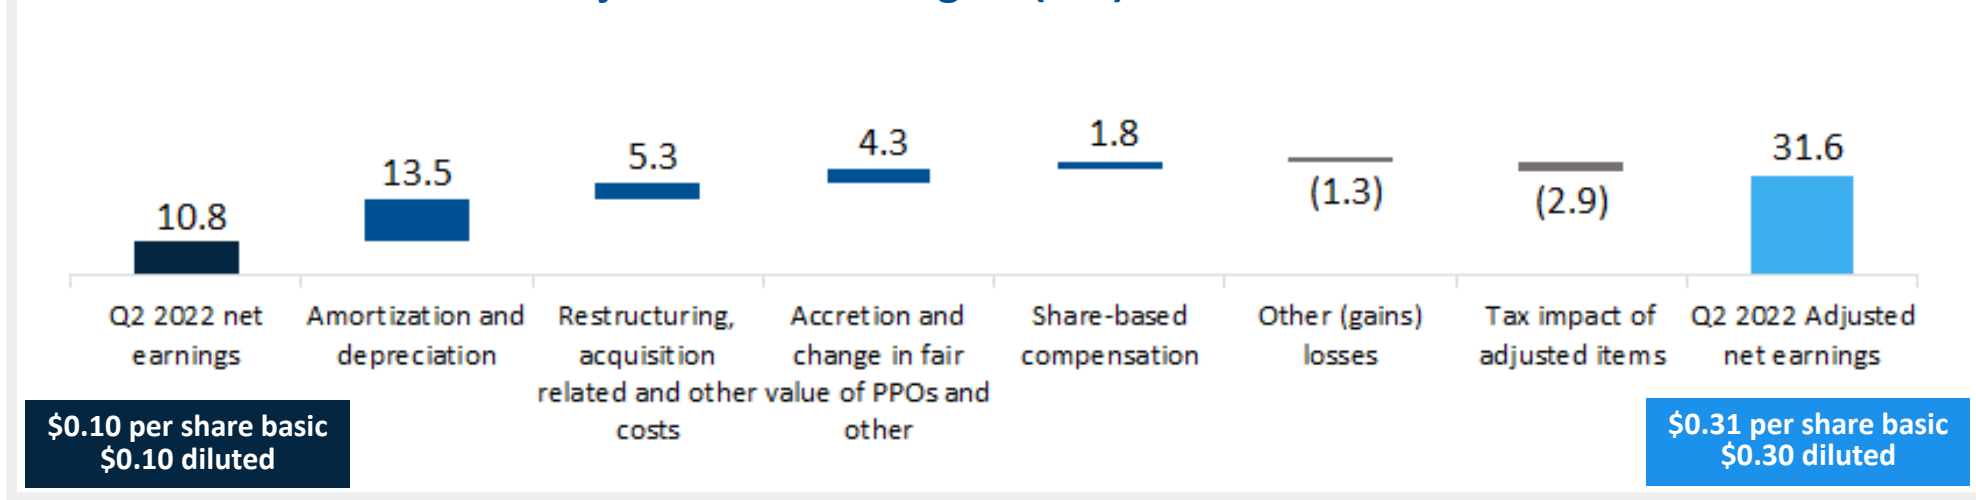 10.8
13.5
5.3
4.3
1.8
(1.3)
(2.9)
31.6
Q2 2022 net
earnings
Amortization and
depreciation
Restructuring,
acquisition
related and other
costs
Accretion and
change in fair
value of PPOs and
other
Share-based
compensation
Other (gains)
losses
Tax impact of
adjusted items
Q2 2022 Adjusted
net earnings
$0.10 per share basic
$0.10 diluted
$0.31 per share basic
$0.30 diluted